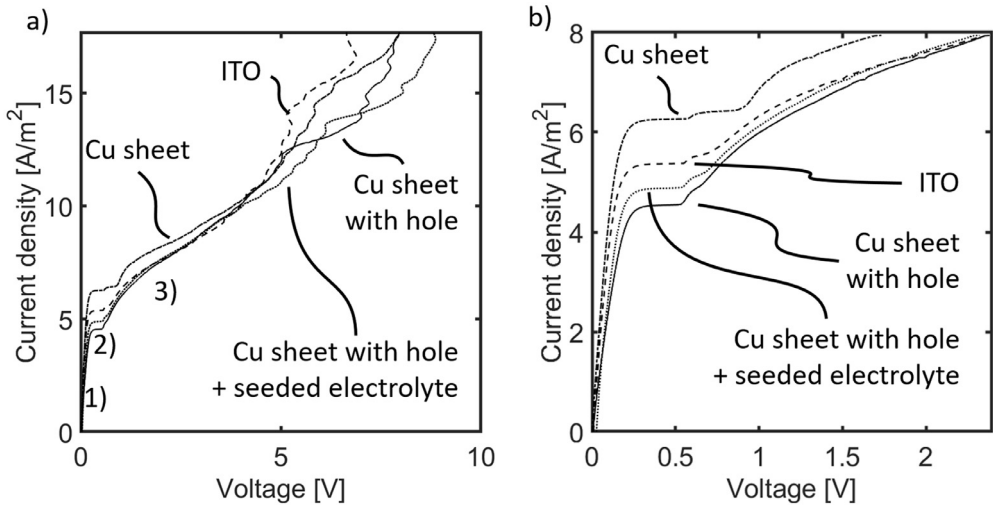 a)
Current density [A/m²]
15
10
5
0
0
5
10
Voltage [V]
ITO
Cu sheet
Cu sheet
with hole
3)
2)
1)
Cu sheet with hole
+ seeded electrolyte
b)
Current density [A/m²]
8
6
4
2
0
0
0.5
1
1.5
2
Voltage [V]
Cu sheet
ITO
Cu sheet
with hole
Cu sheet with hole
+ seeded electrolyte